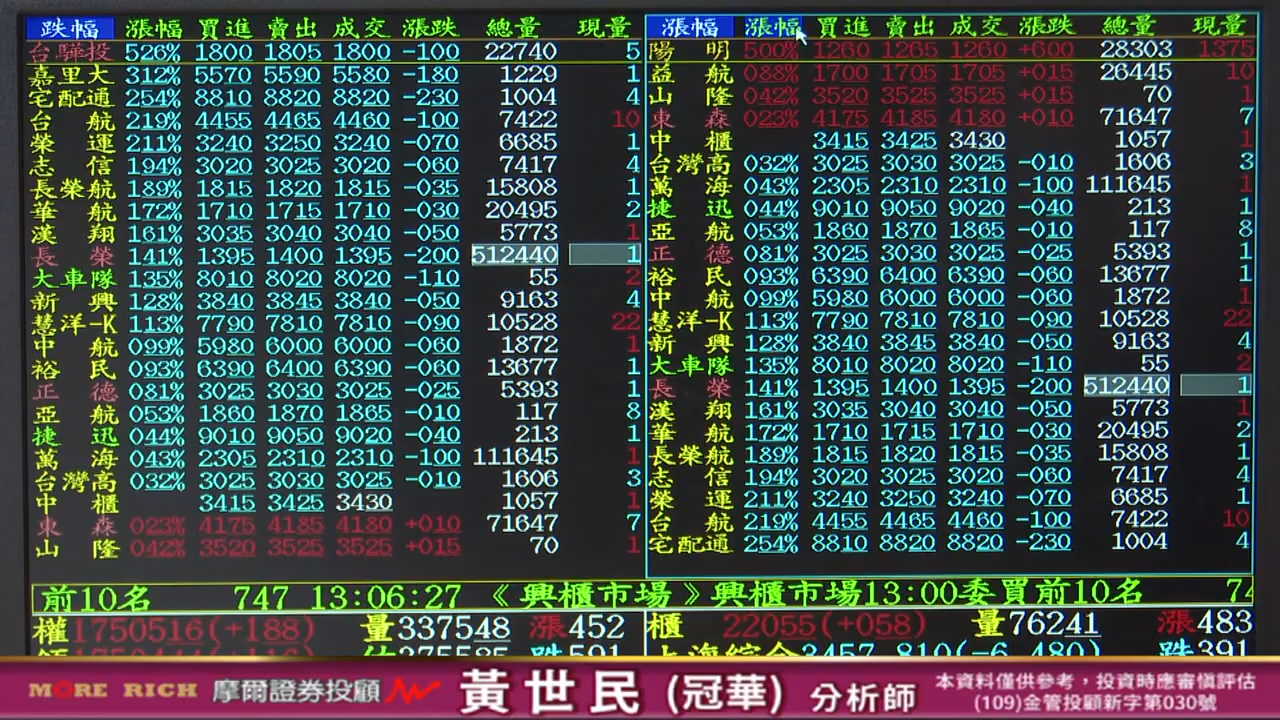 跌幅 漲幅 買進 賣出 成交 漲跌 總量 現量
台驊投 526% 1800 1805 1800 -100 22740 5
嘉里大 312% 5570 5590 5580 -180 1229 1
宅配通 254% 8810 8820 8820 -230 1004 4
台航 219% 4455 4465 4460 -100 7422 10
榮運 211% 3240 3250 3240 -070 6685 1
志信 194% 3020 3025 3020 -060 7417 4
長榮航 189% 1815 1820 1815 -035 15808 1
華航 172% 1710 1715 1710 -030 20495 2
漢翔 161% 3035 3040 3040 -050 5773 1
長榮 141% 1395 1400 1395 -200 512440 1
大車隊 135% 8010 8020 8020 -110 55 2
新興 128% 3840 3845 3840 -050 9163 4
慧洋-K 113% 7790 7810 7810 -090 10528 22
中航 099% 5980 6000 6000 -060 1872 1
裕民 093% 6390 6400 6390 -060 13677 1
正德 081% 3025 3030 3025 -025 5393 1
亞航 053% 1860 1870 1865 -010 117 8
捷迅 044% 9010 9050 9020 -040 213 1
萬海 043% 2305 2310 2310 -100 111645 1
台灣高 032% 3025 3030 3025 -010 1606 3
中櫃 3415 3425 3430 1057 1
東森 023% 4175 4185 4180 +010 71647 7
山隆 042% 3520 3525 3525 +015 70 1
漲幅 漲幅 買進 賣出 成交 漲跌 總量 現量
陽明 500% 1260 1265 1260 +600 28303 1375
益航 088% 1700 1705 1705 +015 26445 10
山隆 042% 3520 3525 3525 +015 70 1
東森 023% 4175 4185 4180 +010 71647 7
中櫃 3415 3425 3430 1057 1
台灣高 032% 3025 3030 3025 -010 1606 3
萬海 043% 2305 2310 2310 -100 111645 1
捷迅 044% 9010 9050 9020 -040 213 1
亞航 053% 1860 1870 1865 -010 117 8
正德 081% 3025 3030 3025 -025 5393 1
裕民 093% 6390 6400 6390 -060 13677 1
中航 099% 5980 6000 6000 -060 1872 1
慧洋-K 113% 7790 7810 7810 -090 10528 22
新興 128% 3840 3845 3840 -050 9163 4
大車隊 135% 8010 8020 8020 -110 55 2
長榮 141% 1395 1400 1395 -200 512440 1
漢翔 161% 3035 3040 3040 -050 5773 1
華航 172% 1710 1715 1710 -030 20495 2
長榮航 189% 1815 1820 1815 -035 15808 1
志信 194% 3020 3025 3020 -060 7417 4
榮運 211% 3240 3250 3240 -070 6685 1
台航 219% 4455 4465 4460 -100 7422 10
宅配通 254% 8810 8820 8820 -230 1004 4
前10名 747 13:06:27 《興櫃市場》興櫃市場13:00委買前10名 74
權1750516(+188) 量337548 漲452 櫃 22055(+058) 量76241 漲483
跌591 上海綜合3457.810(-6.480) 跌391
MORE RICH 摩爾證券投顧 黃世民 (冠華) 分析師
本資料僅供參考，投資時應審慎評估
(109)金管投顧新字第030號